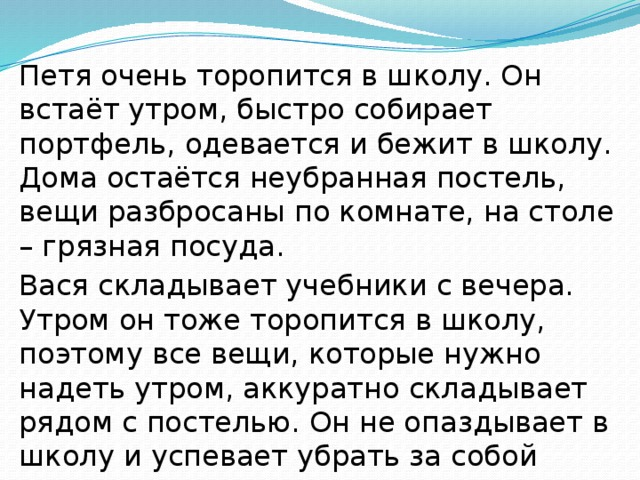 Петя очень торопится в школу. Он
встаёт утром, быстро собирает
портфель, одевается и бежит в школу.
Дома остаётся неубранная постель,
вещи разбросаны по комнате, на столе
– грязная посуда.
Вася складывает учебники с вечера.
Утром он тоже торопится в школу,
поэтому все вещи, которые нужно
надеть утром, аккуратно складывает
рядом с постелью. Он не опаздывает в
школу и успевает убрать за собой